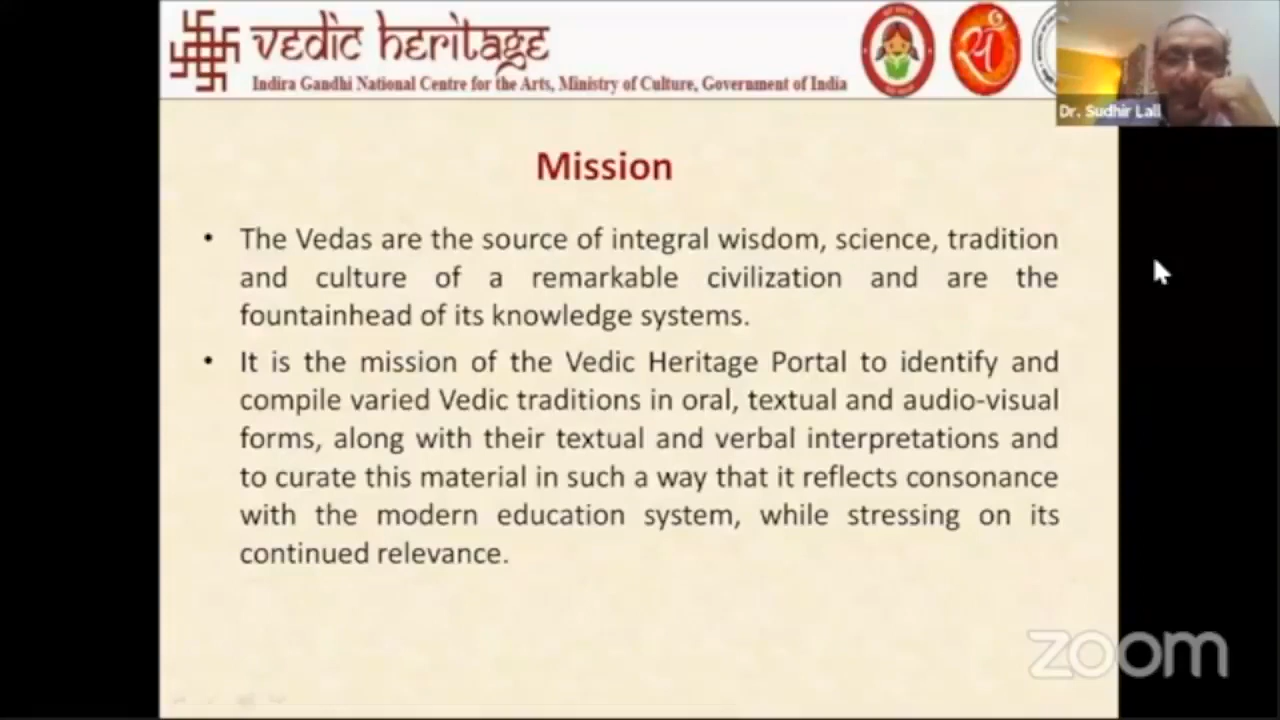 vedic heritage
Indira Gandhi National Centre for the Arts, Ministry of Culture, Government of India
Dr. Sudhir Lall
Mission
• The Vedas are the source of integral wisdom, science, tradition
and culture of a remarkable civilization and are the
fountainhead of its knowledge systems.
• It is the mission of the Vedic Heritage Portal to identify and
compile varied Vedic traditions in oral, textual and audio-visual
forms, along with their textual and verbal interpretations and
to curate this material in such a way that it reflects consonance
with the modern education system, while stressing on its
continued relevance.
zoom